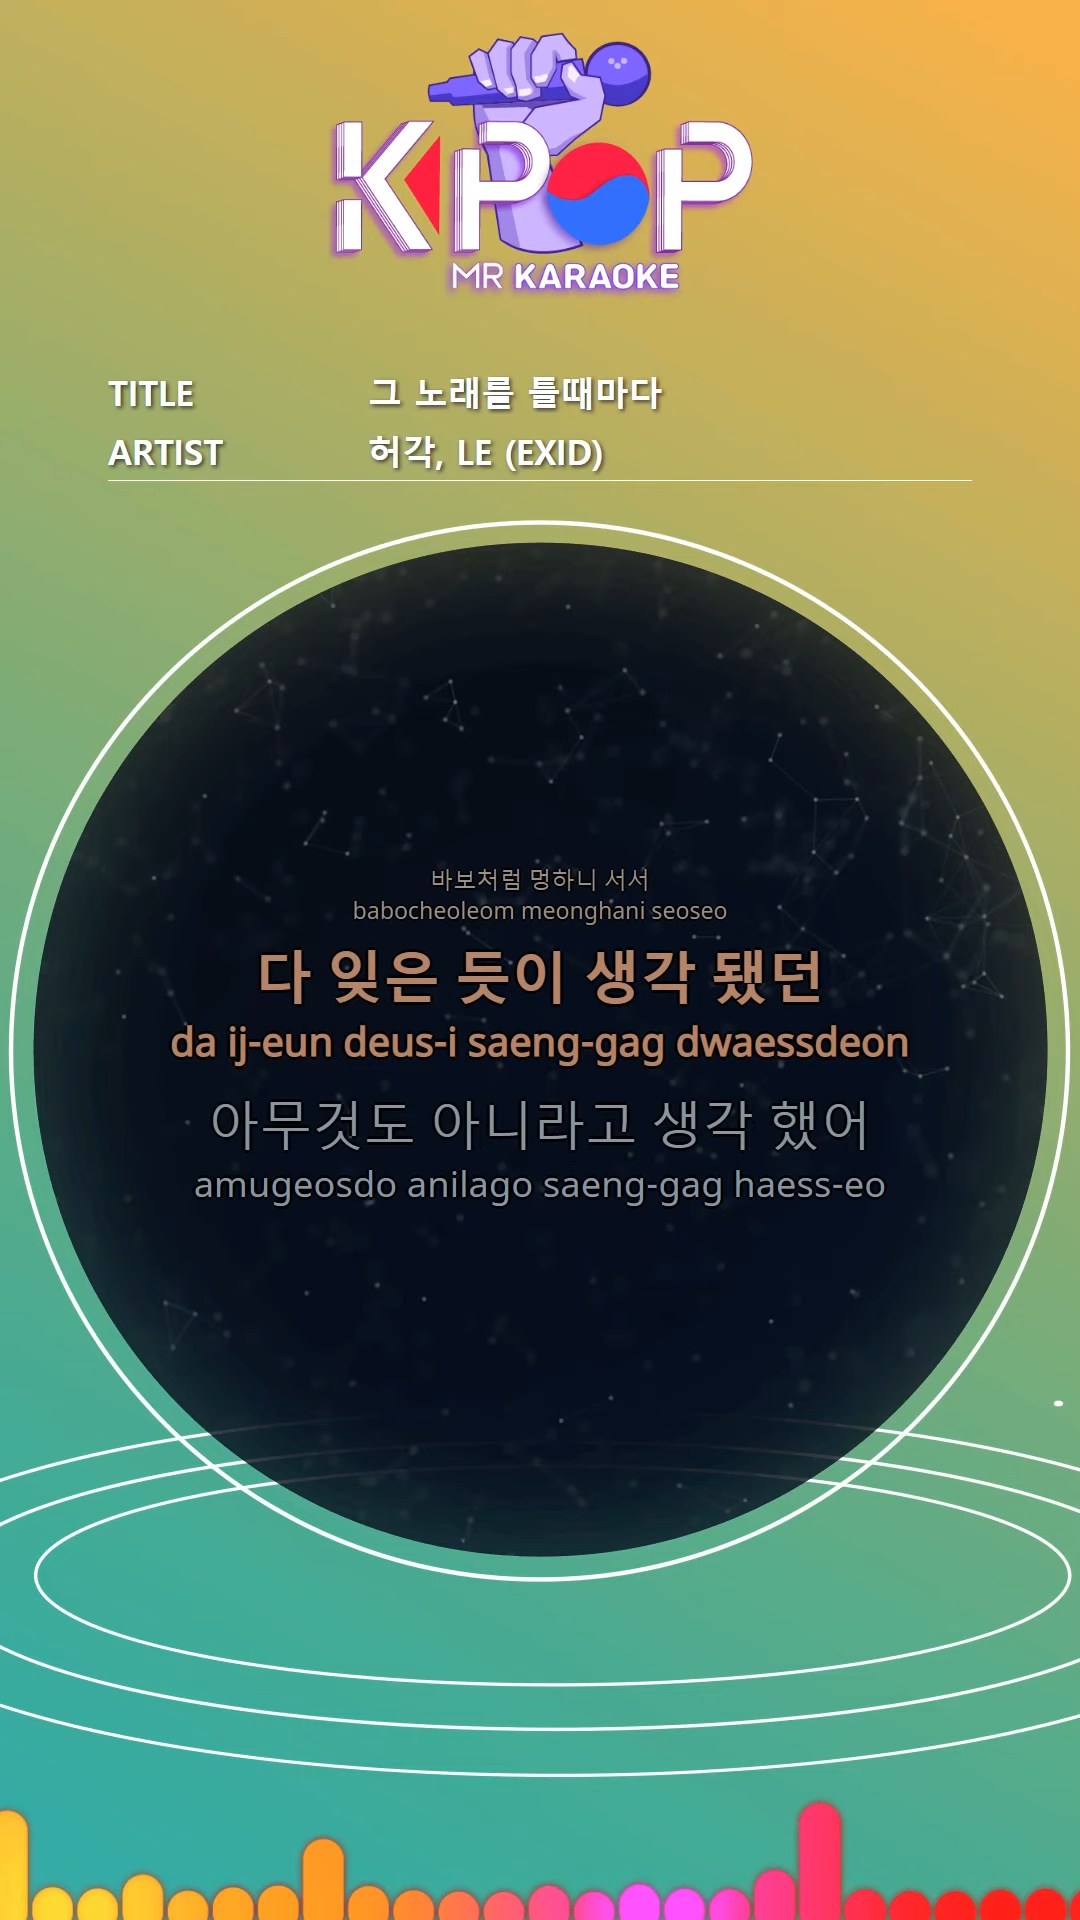 KPOP
MR KARAOKE
TITLE 그 노래를 틀때마다
ARTIST 허각, LE (EXID)
바보처럼 멍하니 서서
babocheoleom meonghani seoseo
다 잊은 듯이 생각 됐던
da ij-eun deus-i saeng-gag dwaessdeon
아무것도 아니라고 생각 했어
amugeosdo anilago saeng-gag haess-eo